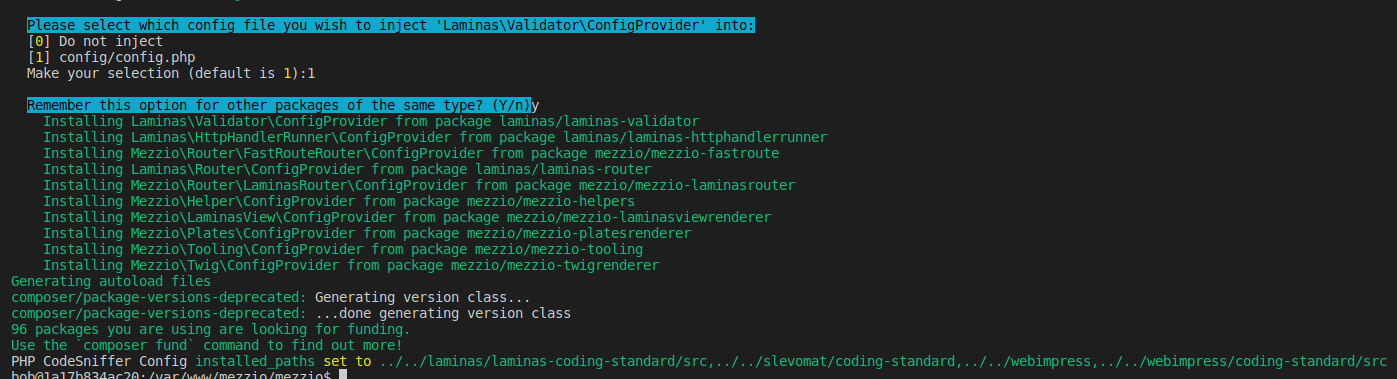 Please select which config file you wish to inject 'Laminas\Validator\ConfigProvider' into:
[0] Do not inject
[1] config/config.php
Make your selection (default is 1):1
Remember this option for other packages of the same type? (Y/n)y
Installing Laminas\Validator\ConfigProvider from package laminas/laminas-validator
Installing Laminas\HttpHandlerRunner\ConfigProvider from package laminas/laminas-httphandlerrunner
Installing Mezzio\Router\FastRouteRouter\ConfigProvider from package mezzio/mezzio-fastroute
Installing Laminas\Router\ConfigProvider from package laminas/laminas-router
Installing Mezzio\Router\LaminasRouter\ConfigProvider from package mezzio/mezzio-laminasrouter
Installing Mezzio\Helper\ConfigProvider from package mezzio/mezzio-helpers
Installing Mezzio\LaminasView\ConfigProvider from package mezzio/mezzio-laminasviewrenderer
Installing Mezzio\Plates\ConfigProvider from package mezzio/mezzio-platesrenderer
Installing Mezzio\Tooling\ConfigProvider from package mezzio/mezzio-tooling
Installing Mezzio\Twig\ConfigProvider from package mezzio/mezzio-twigrenderer
Generating autoload files
composer/package-versions-deprecated: Generating version class...
composer/package-versions-deprecated: ...done generating version class
96 packages you are using are looking for funding.
Use the `composer fund` command to find out more!
PHP CodeSniffer Config installed_paths set to ../../laminas/laminas-coding-standard/src,../../slevomat/coding-standard,../../webimpress,../../webimpress/coding-standard/src
bob@1a17b834ac20:/var/www/mezzio/mezzio$